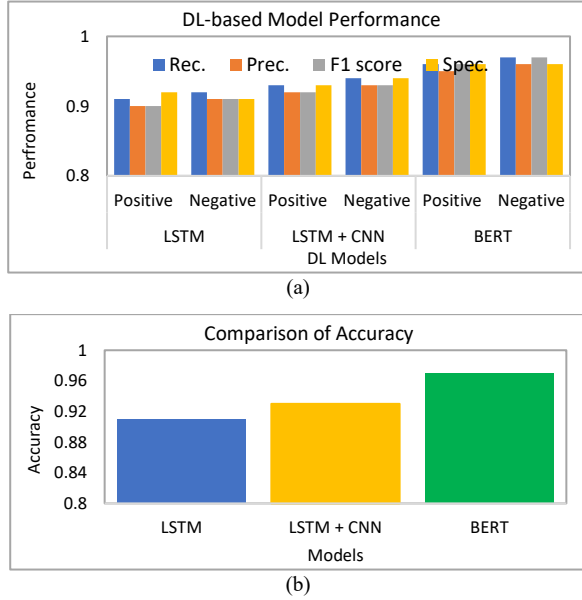 DL-based Model Performance
1
Rec. Prec. F1 score Spec.
0.9
0.8
Perfromance
Positive Negative Positive Negative Positive Negative
LSTM LSTM + CNN BERT
DL Models
(a)
Comparison of Accuracy
1
0.96
0.92
0.88
0.84
0.8
Accuracy
LSTM LSTM + CNN BERT
Models
(b)